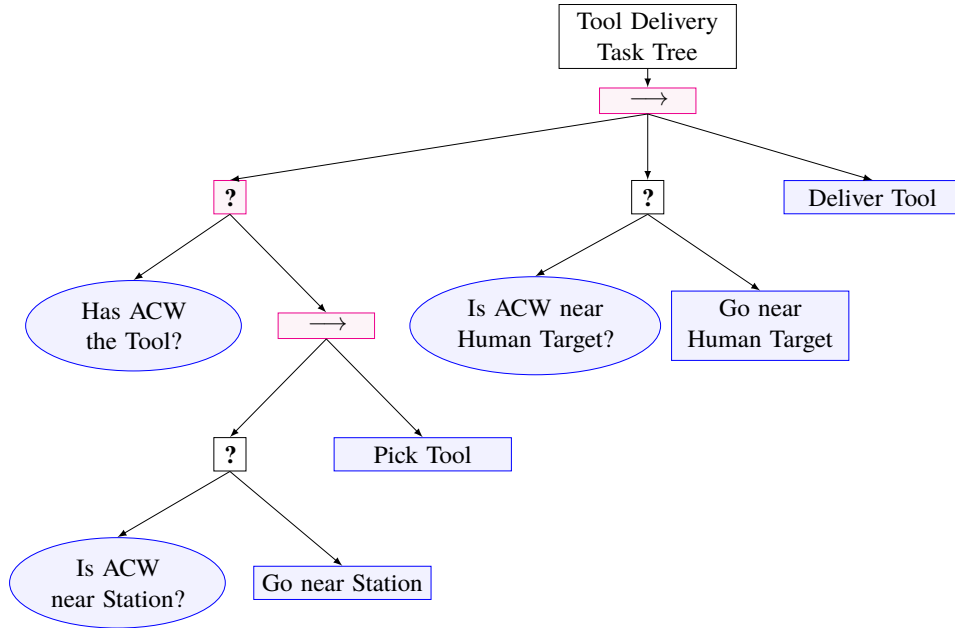 Tool Delivery
Task Tree
⟶
?
?
Deliver Tool
Has ACW
the Tool?
⟶
Is ACW near
Human Target?
Go near
Human Target
?
Pick Tool
Is ACW
near Station?
Go near Station